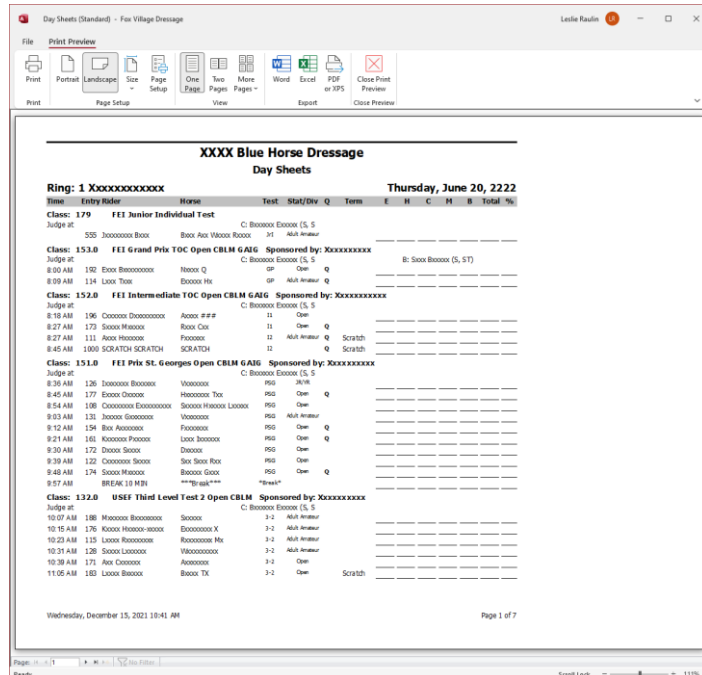 Day Sheets (Standard) - Fox Village Dressage
Leslie Raulin LR
File Print Preview
Print Portrait Landscape Size Page Setup One Page Two Pages More Pages Word Excel PDF or XPS Close Print Preview
Print Page Setup View Export Close Preview
XXXX Blue Horse Dressage
Day Sheets
Ring: 1 Xxxxxxxxxxxx Thursday, June 20, 2222
Time Entry Rider Horse Test Stat/Div Q Term E H C M B Total %
Class: 179 FEI Junior Individual Test
Judge at C: Bxxxxxx Exxxxx (S, S
555 Jxxxxxxxx Bxxx Bxxx Axx Wxxxx Rxxxx JrI Adult Amateur
Class: 153.0 FEI Grand Prix TOC Open CBLM GAIG Sponsored by: Xxxxxxxxxx
Judge at C: Bxxxxxx Exxxxx (S, S B: Sxxx Bxxxxx (S, ST)
8:00 AM 192 Exxx Bxxxxxxxxx Nxxxx Q GP Open Q
8:09 AM 114 Lxxx Txxx Exxxxx Hx GP Adult Amateur Q
Class: 152.0 FEI Intermediate TOC Open CBLM GAIG Sponsored by: Xxxxxxxxxxx
Judge at C: Bxxxxxx Exxxxx (S, S
8:18 AM 196 Cxxxxxx Dxxxxxxxxxx Axxxx ### I1 Open
8:27 AM 173 Sxxxx Mxxxxx Rxxx Cxx I1 Open Q
8:27 AM 111 Axxx Hxxxxxx Fxxxxxx I2 Adult Amateur Q Scratch
8:45 AM 1000 SCRATCH SCRATCH SCRATCH I2 Q Scratch
Class: 151.0 FEI Prix St. Georges Open CBLM GAIG Sponsored by: Xxxxxxxxxx
Judge at C: Bxxxxxx Exxxxx (S, S
8:36 AM 126 Ixxxxxxx Bxxxxxx Vxxxxxxx PSG JR/YR
8:45 AM 177 Exxxx Oxxxxx Hxxxxxxx Txx PSG Open Q
8:54 AM 108 Cxxxxxxxx Exxxxxxxxx Sxxxxx Hxxxxx Lxxxxx PSG Open
9:03 AM 131 Jxxxxx Gxxxxxxx Vxxxxxxx PSG Adult Amateur
9:12 AM 154 Bxx Axxxxxxx Fxxxxxxx PSG Open Q
9:21 AM 161 Kxxxxxx Pxxxxx Lxxx Ixxxxxx PSG Open Q
9:30 AM 172 Dxxxx Sxxxx Dxxxxx PSG Open
9:39 AM 122 Cxxxxxxx Sxxxx Sxx Sxxx Rxx PSG Open
9:48 AM 174 Sxxxx Mxxxxx Bxxxxx Gxxx PSG Open Q
9:57 AM BREAK 10 MIN ***Break*** *Break*
Class: 132.0 USEF Third Level Test 2 Open CBLM Sponsored by: Xxxxxxxxxx
Judge at C: Bxxxxxx Exxxxx (S, S
10:07 AM 188 Mxxxxxx Bxxxxxxxx Sxxxxx 3-2 Adult Amateur
10:15 AM 176 Kxxxx Hxxxxx-xxxxx Exxxxxxxx X 3-2 Adult Amateur
10:23 AM 115 Lxxxx Rxxxxxxxx Rxxxxxxxx Mx 3-2 Adult Amateur
10:31 AM 128 Sxxxx Lxxxxxx Wxxxxxxxxx 3-2 Adult Amateur
10:39 AM 171 Axx Cxxxxxx Axxxxxxx 3-2 Open
11:05 AM 183 Lxxxx Bxxxxx Bxxxx TX 3-2 Open Scratch
Wednesday, December 15, 2021 10:41 AM Page 1 of 7
Page: 1 No Filter
Ready Scroll Lock 111%